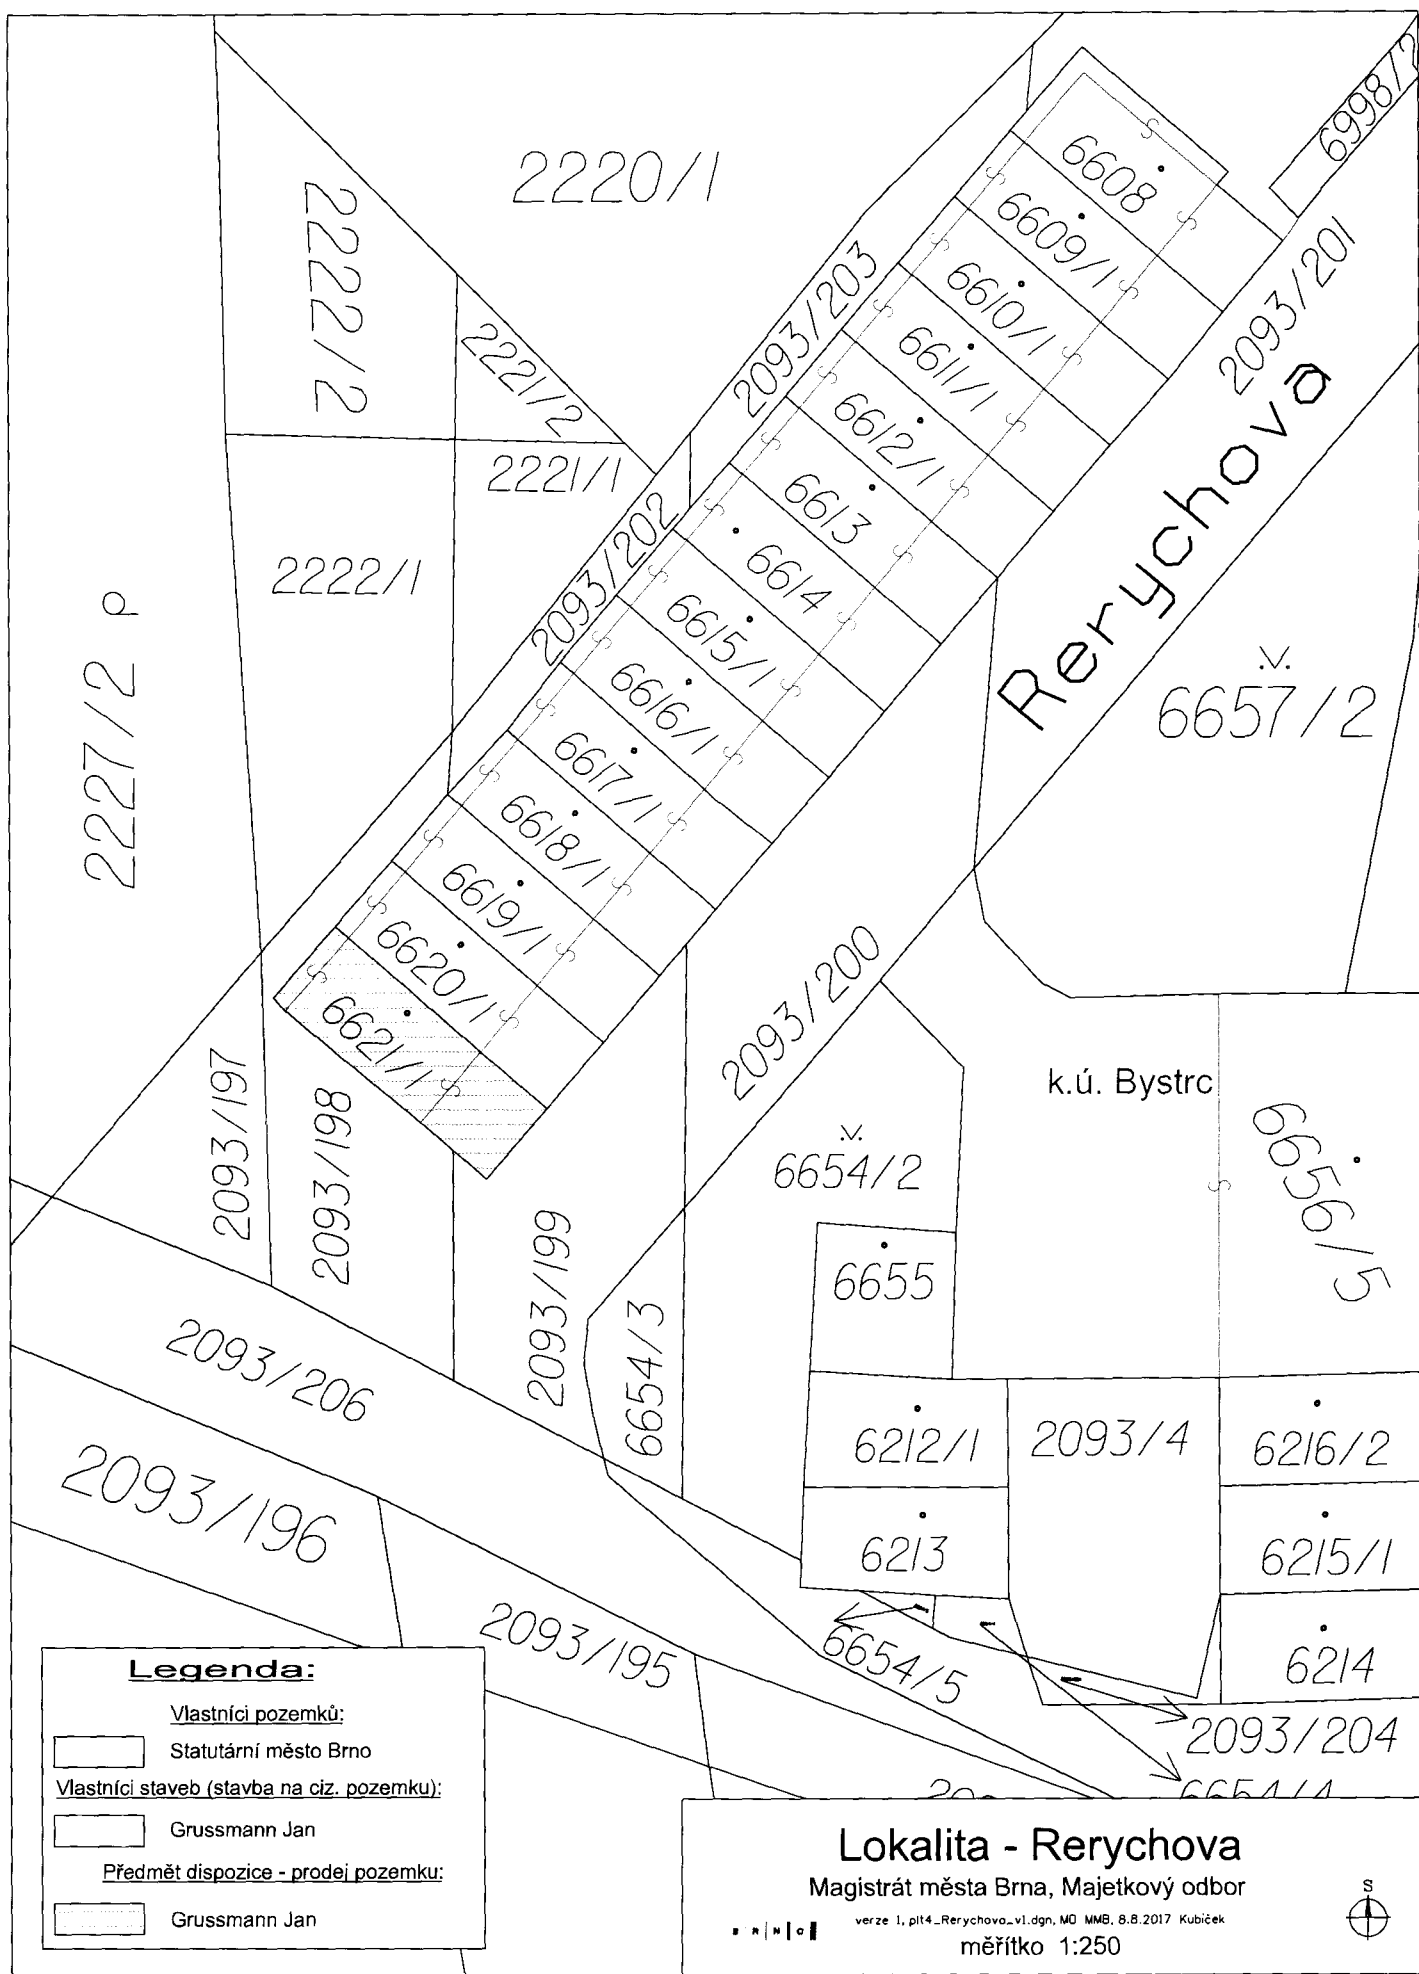 6998/2
2220/1
6608
2222/2
6609/1
2093/203
6610/1
2093/201
2221/2
6611/1
Rerychova
6612/1
2221/1
6613
2093/202
6614
2222/1
6615/1
.v.
6657/2
2227/2 P
6616/1
6617/1
6618/1
6619/1
6620/1
2093/200
6621/1
k.ú. Bystrc
2093/197
2093/198
.v.
6654/2
6656/5
6655
2093/199
6654/3
2093/206
6212/1
2093/4
6216/2
2093/196
6213
6215/1
2093/195
6654/5
6214
2093/204
6654/4
Legenda:
Vlastníci pozemků:
Statutární město Brno
Vlastníci staveb (stavba na ciz. pozemku):
Grussmann Jan
Předmět dispozice - prodej pozemku:
Grussmann Jan
Lokalita - Rerychova
Magistrát města Brna, Majetkový odbor
verze 1, plt4_Rerychova_v1.dgn, MO MMB, 8.8.2017 Kubíček
B R N O
měřítko 1:250
S